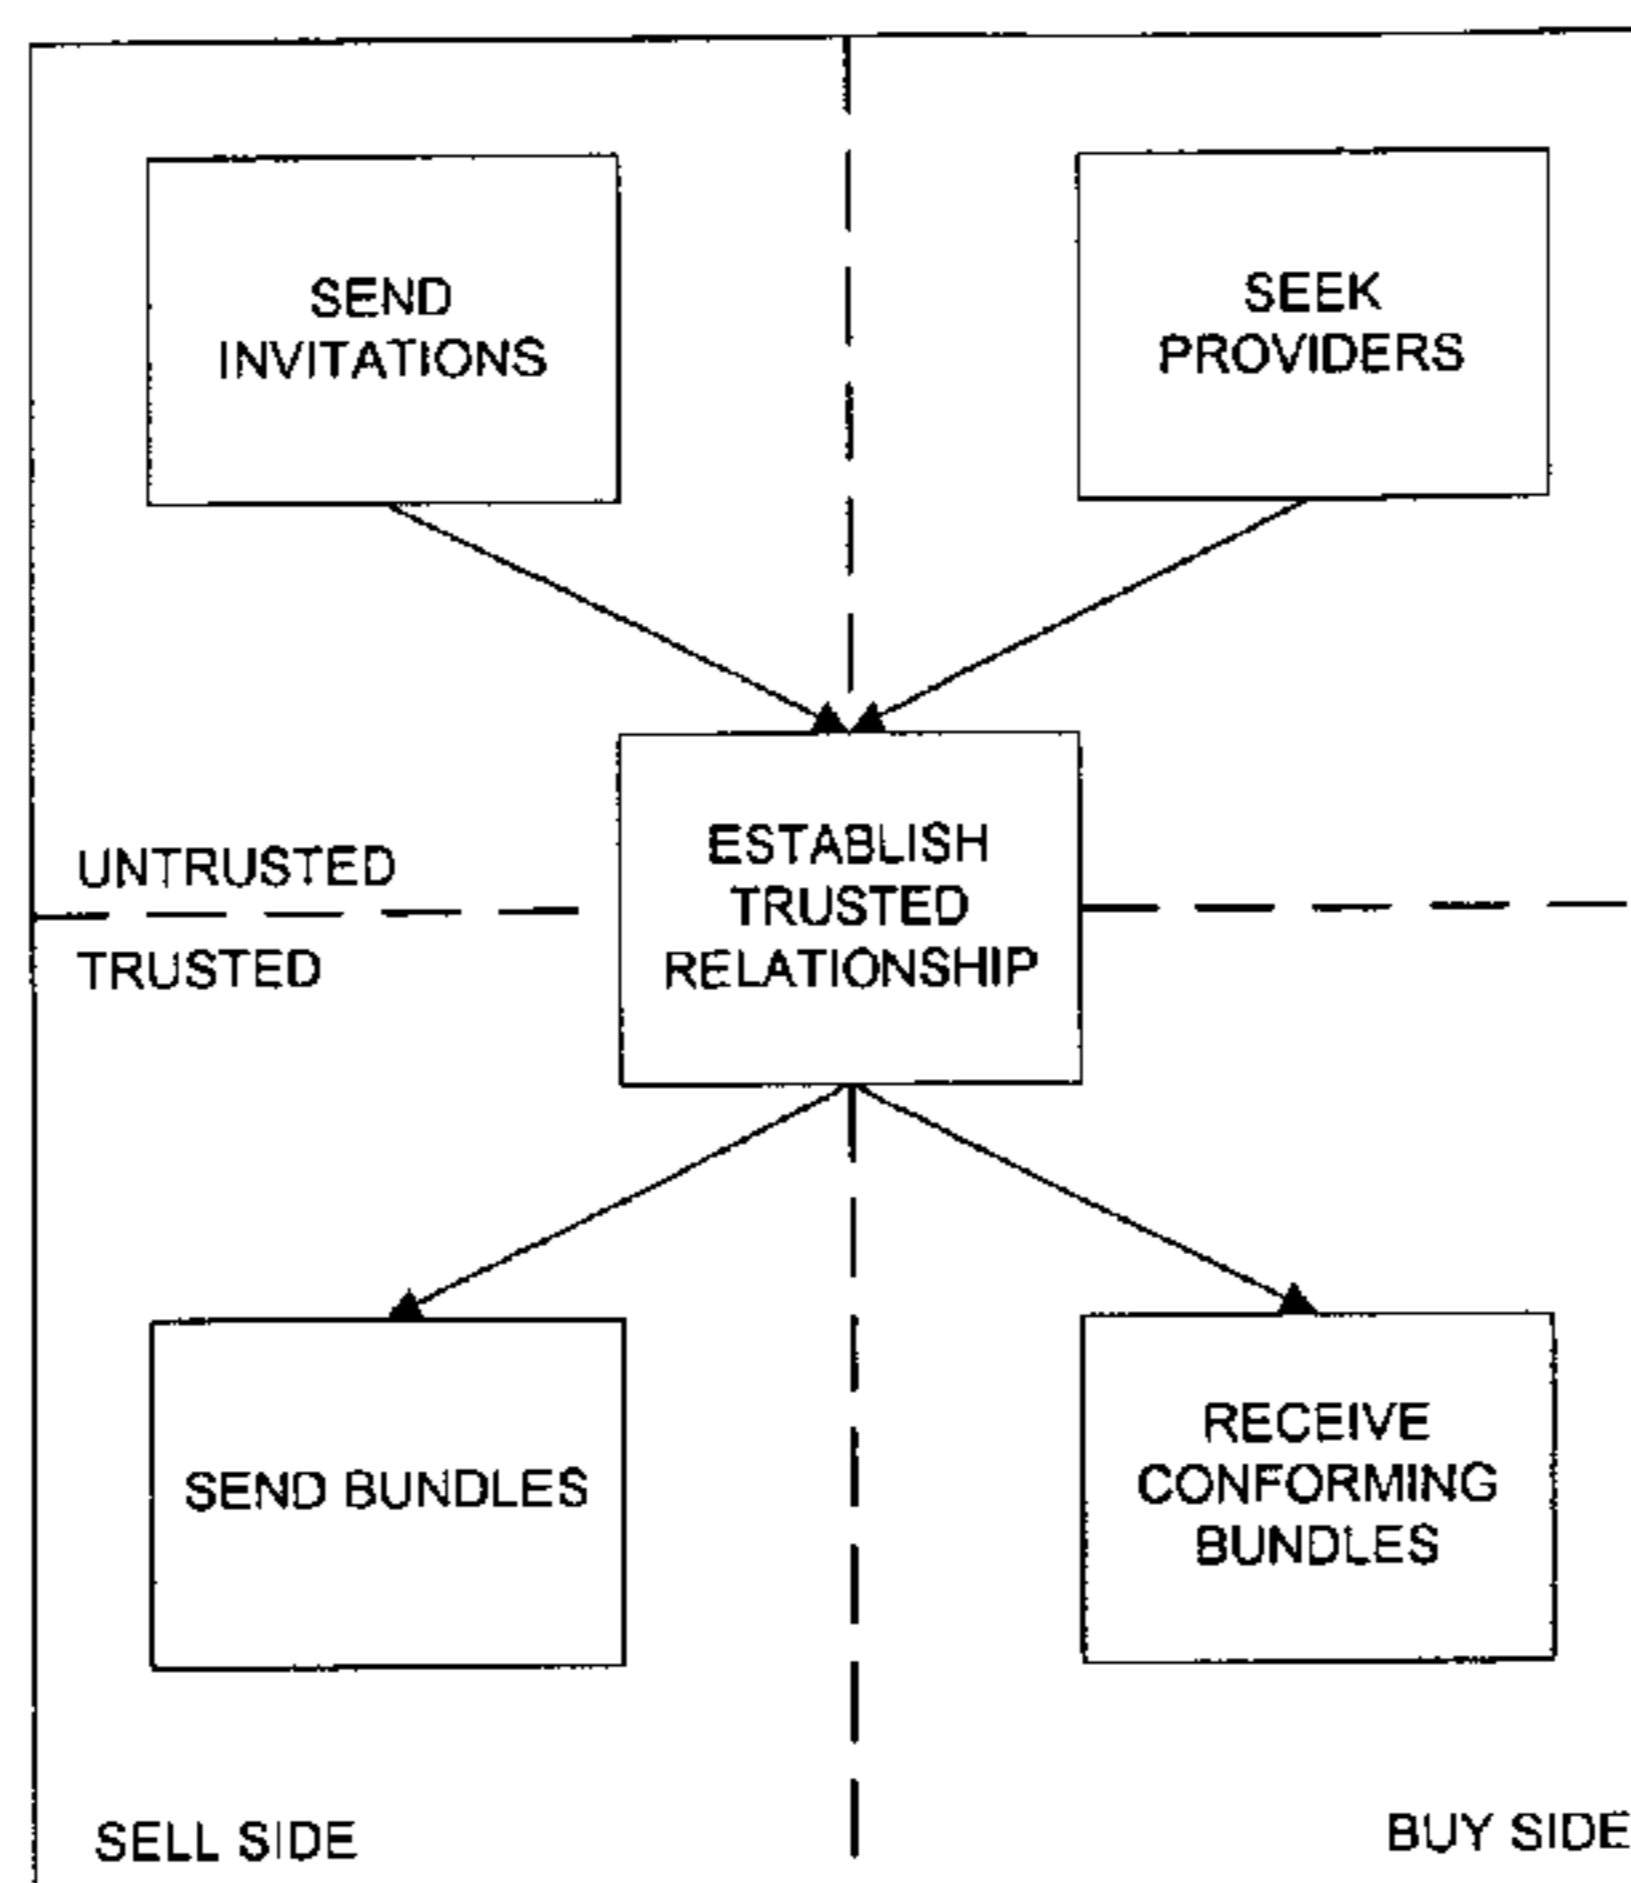 SEND
INVITATIONS
SEEK
PROVIDERS
ESTABLISH
TRUSTED
RELATIONSHIP
UNTRUSTED
TRUSTED
SEND BUNDLES
RECEIVE
CONFORMING
BUNDLES
SELL SIDE
BUY SIDE